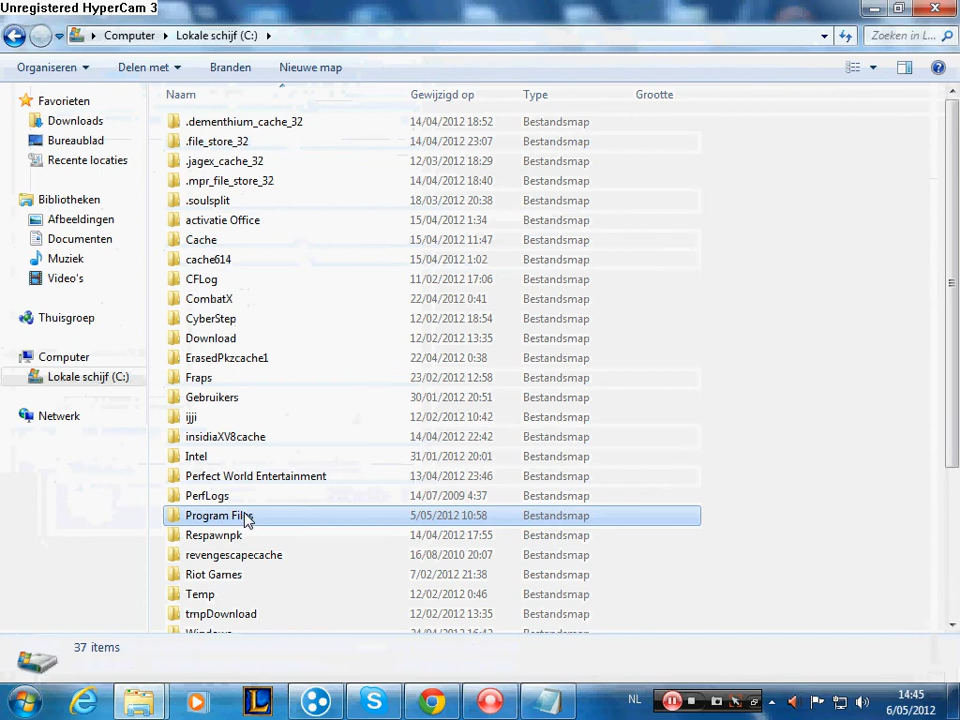 Unregistered HyperCam 3
Computer
Lokale schijf (C:)
Zoeken in L...
Organiseren
Delen met
Branden
Nieuwe map
Naam
Gewijzigd op
Type
Grootte
Favorieten
Downloads
Bureaublad
Recente locaties
Bibliotheken
Afbeeldingen
Documenten
Muziek
Video's
Thuisgroep
Computer
Lokale schijf (C:)
Netwerk
.dementhium_cache_32 14/04/2012 18:52 Bestandsmap
.file_store_32 14/04/2012 23:07 Bestandsmap
.jagex_cache_32 12/03/2012 18:29 Bestandsmap
.mpr_file_store_32 14/04/2012 18:40 Bestandsmap
.soulsplit 18/03/2012 20:38 Bestandsmap
activatie Office 15/04/2012 1:34 Bestandsmap
Cache 15/04/2012 11:47 Bestandsmap
cache614 15/04/2012 1:02 Bestandsmap
CFLog 11/02/2012 17:06 Bestandsmap
CombatX 22/04/2012 0:41 Bestandsmap
CyberStep 12/02/2012 18:54 Bestandsmap
Download 12/02/2012 13:35 Bestandsmap
ErasedPkzcache1 22/04/2012 0:38 Bestandsmap
Fraps 23/02/2012 12:58 Bestandsmap
Gebruikers 30/01/2012 20:51 Bestandsmap
ijji 12/02/2012 10:42 Bestandsmap
insidiaXV8cache 14/04/2012 22:42 Bestandsmap
Intel 31/01/2012 20:01 Bestandsmap
Perfect World Entertainment 13/04/2012 23:46 Bestandsmap
PerfLogs 14/07/2009 4:37 Bestandsmap
Program Files 5/05/2012 10:58 Bestandsmap
Respawnpk 14/04/2012 17:55 Bestandsmap
revengescapecache 16/08/2010 20:07 Bestandsmap
Riot Games 7/02/2012 21:38 Bestandsmap
Temp 12/02/2012 0:46 Bestandsmap
trnpDownload 12/02/2012 13:35 Bestandsmap
37 items
NL
14:45
6/05/2012